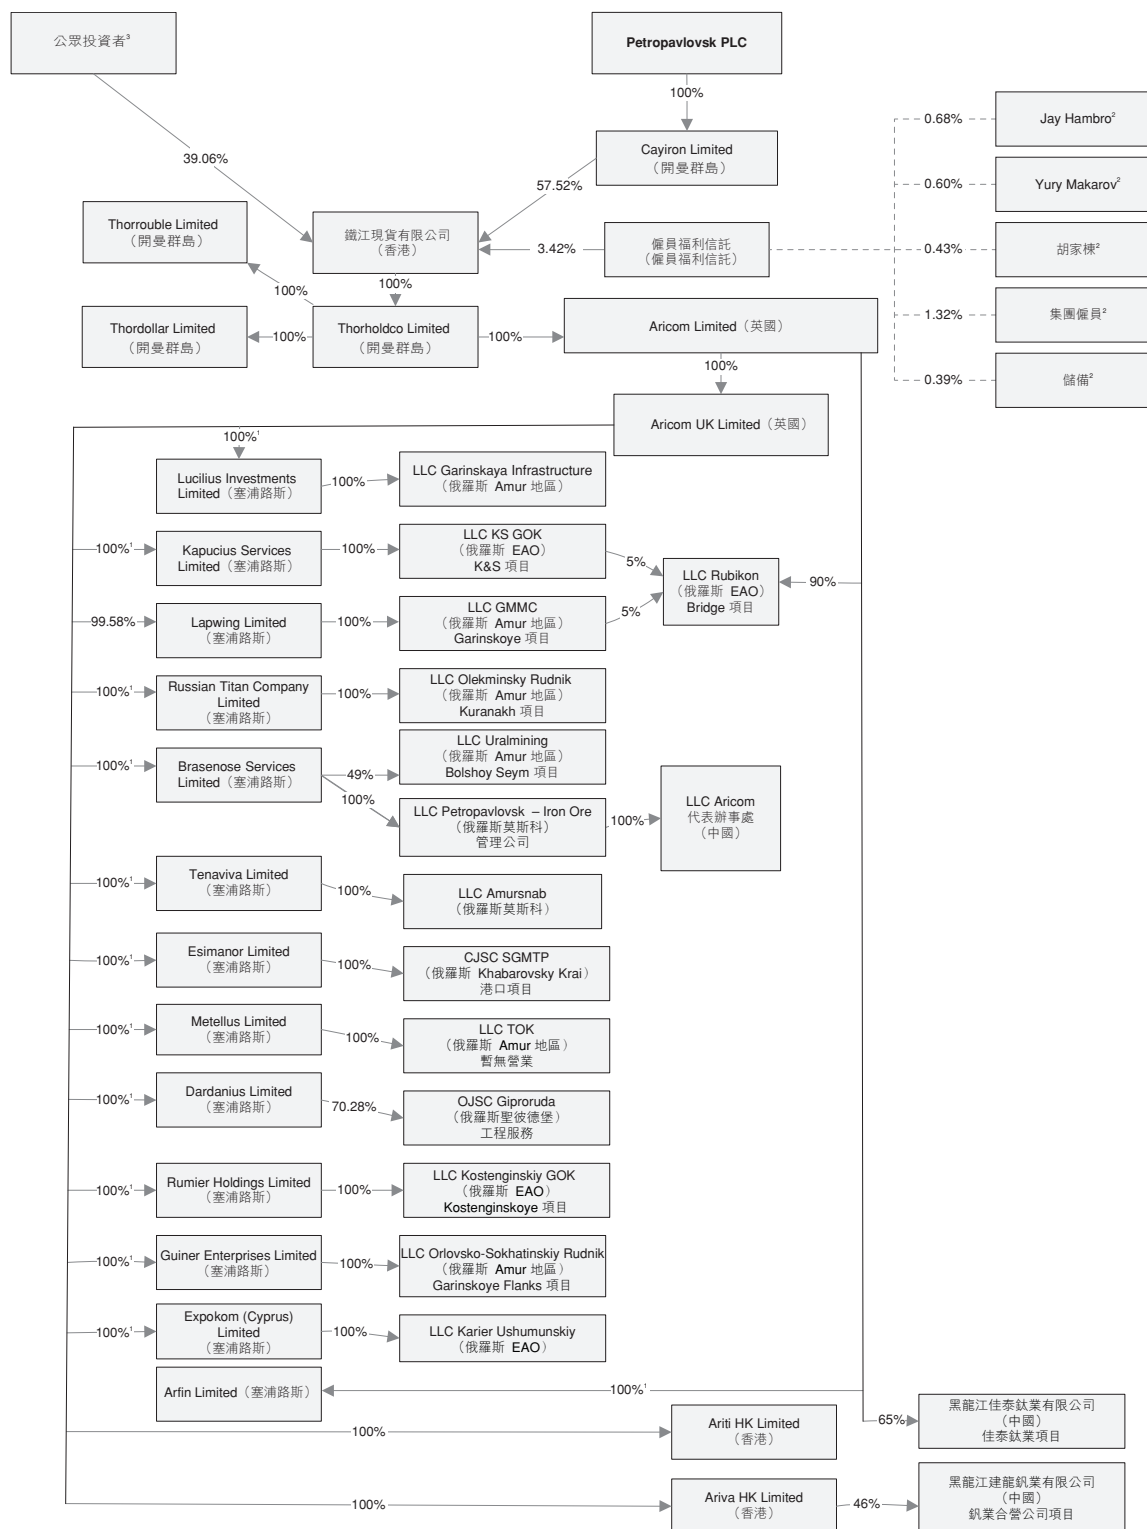 公眾投資者³
Petropavlovsk PLC
100%
Jay Hambro²
0.68%
Cayiron Limited
(開曼群島)
39.06%
57.52%
Yury Makarov²
0.60%
Thorrouble Limited
(開曼群島)
鐵江現貨有限公司
(香港)
3.42%
僱員福利信託
(僱員福利信託)
0.43%
胡家棟²
100%
100%
Thordollar Limited
(開曼群島)
100%
Thorholdco Limited
(開曼群島)
100%
Aricom Limited(英國)
1.32%
集團僱員²
100%
0.39%
儲備²
Aricom UK Limited(英國)
100%¹
Lucilius Investments
Limited(塞浦路斯)
100%
LLC Garinskaya Infrastructure
(俄羅斯 Amur 地區)
100%¹
Kapucius Services
Limited(塞浦路斯)
100%
LLC KS GOK
(俄羅斯 EAO)
K&S 項目
5%
LLC Rubikon
(俄羅斯 EAO)
Bridge 項目
90%
99.58%
Lapwing Limited
(塞浦路斯)
100%
LLC GMMC
(俄羅斯 Amur 地區)
Garinskoye 項目
5%
100%¹
Russian Titan Company
Limited
(塞浦路斯)
100%
LLC Olekminsky Rudnik
(俄羅斯 Amur 地區)
Kuranakh 項目
100%¹
Brasenose Services
Limited(塞浦路斯)
49%
LLC Uralmining
(俄羅斯 Amur 地區)
Bolshoy Seym 項目
100%
LLC Petropavlovsk – Iron Ore
(俄羅斯莫斯科)
管理公司
100%
LLC Aricom
代表辦事處
(中國)
100%¹
Tenaviva Limited
(塞浦路斯)
100%
LLC Amursnab
(俄羅斯莫斯科)
100%¹
Esimanor Limited
(塞浦路斯)
100%
CJSC SGMTP
(俄羅斯 Khabarovsky Krai)
港口項目
100%¹
Metellus Limited
(塞浦路斯)
100%
LLC TOK
(俄羅斯 Amur 地區)
暫無營業
100%¹
Dardanius Limited
(塞浦路斯)
70.28%
OJSC Giproruda
(俄羅斯聖彼德堡)
工程服務
100%¹
Rumier Holdings Limited
(塞浦路斯)
100%
LLC Kostenginskiy GOK
(俄羅斯 EAO)
Kostenginskoye 項目
100%¹
Guiner Enterprises Limited
(塞浦路斯)
100%
LLC Orlovsko-Sokhatinskiy Rudnik
(俄羅斯 Amur 地區)
Garinskoye Flanks 項目
100%¹
Expokom (Cyprus)
Limited
(塞浦路斯)
100%
LLC Karier Ushumunskiy
(俄羅斯 EAO)
Arfin Limited(塞浦路斯)
100%¹
100%
Ariti HK Limited
(香港)
65%
黑龍江佳泰鈦業有限公司
(中國)
佳泰鈦業項目
100%
Ariva HK Limited
(香港)
46%
黑龍江建龍釩業有限公司
(中國)
釩業合營公司項目